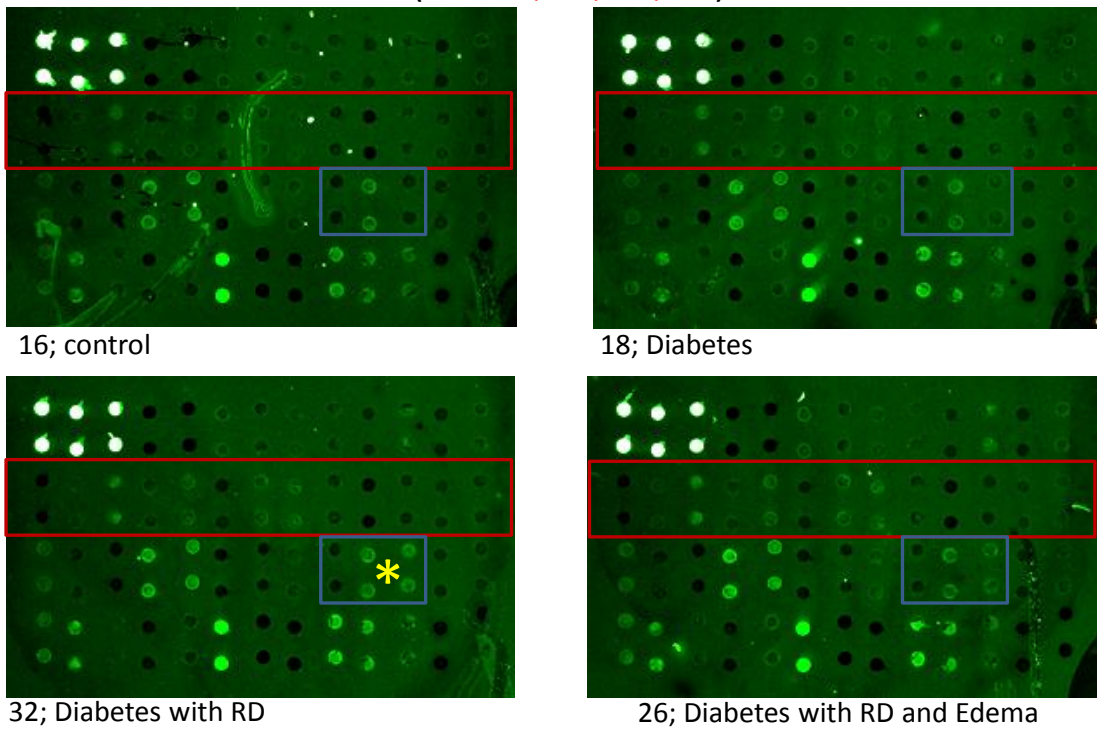 16; control
18; Diabetes
*
32; Diabetes with RD
26; Diabetes with RD and Edema